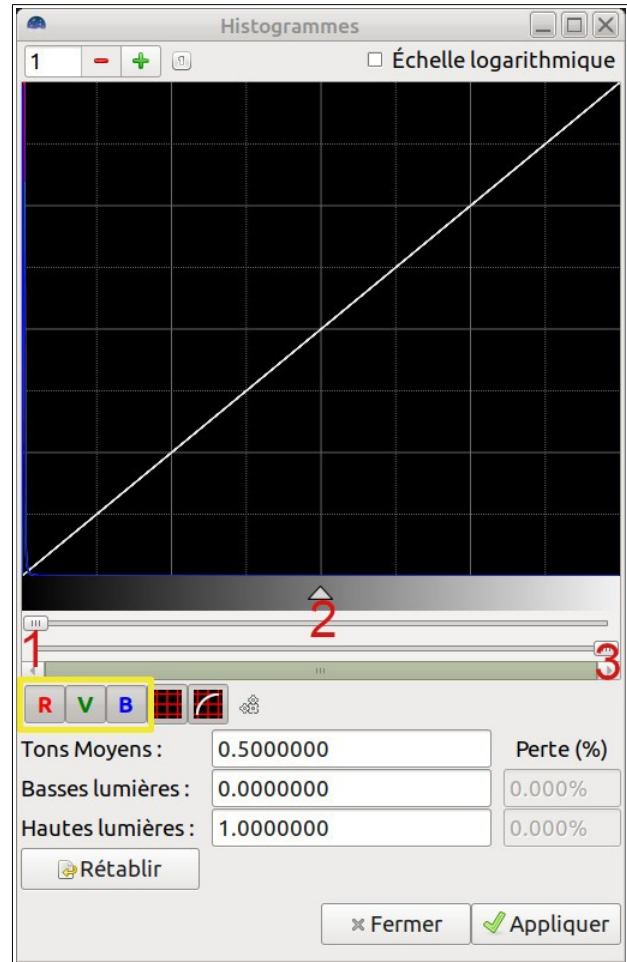 Histogrammes
1 Échelle logarithmique
2
1 3
R V B
Tons Moyens : 0.5000000 Perte (%)
Basses lumières : 0.0000000 0.000%
Hautes lumières : 1.0000000 0.000%
Rétablir
Fermer Appliquer